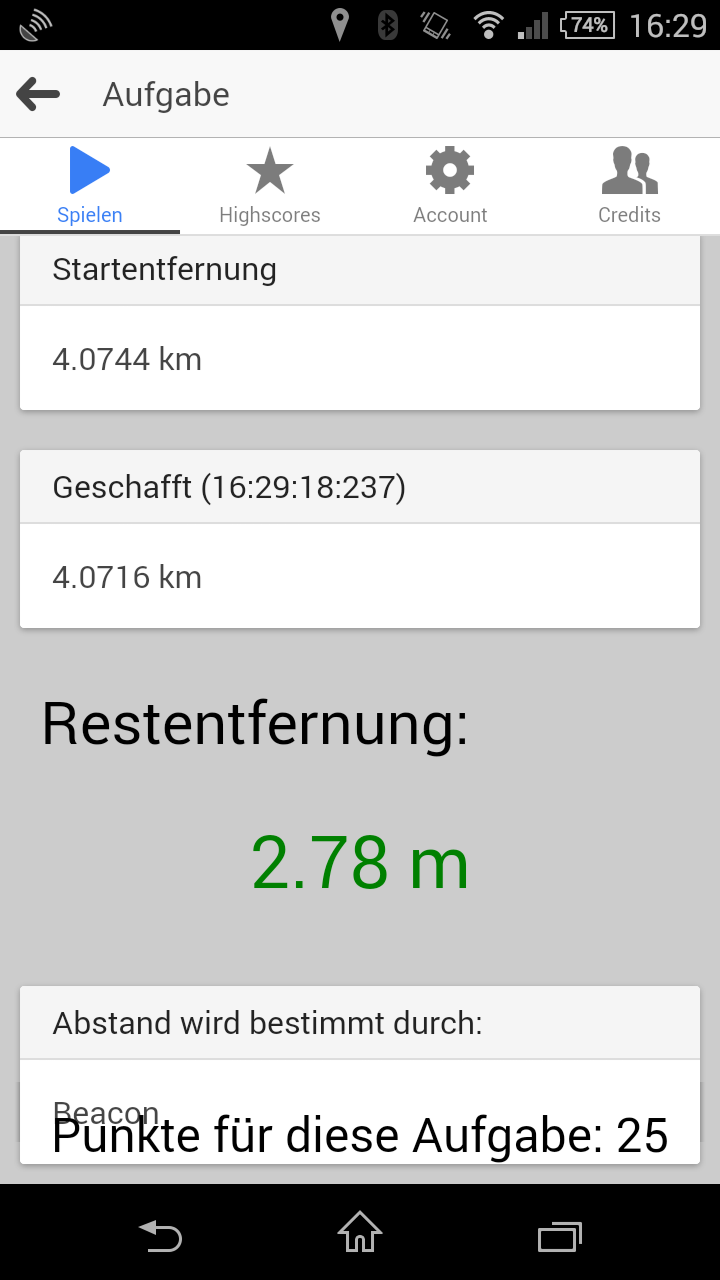 74% 16:29
Aufgabe
Spielen Highscores Account Credits
Startentfernung
4.0744 km
Geschafft (16:29:18:237)
4.0716 km
Restentfernung:
2.78 m
Abstand wird bestimmt durch:
Beacon
Punkte für diese Aufgabe: 25